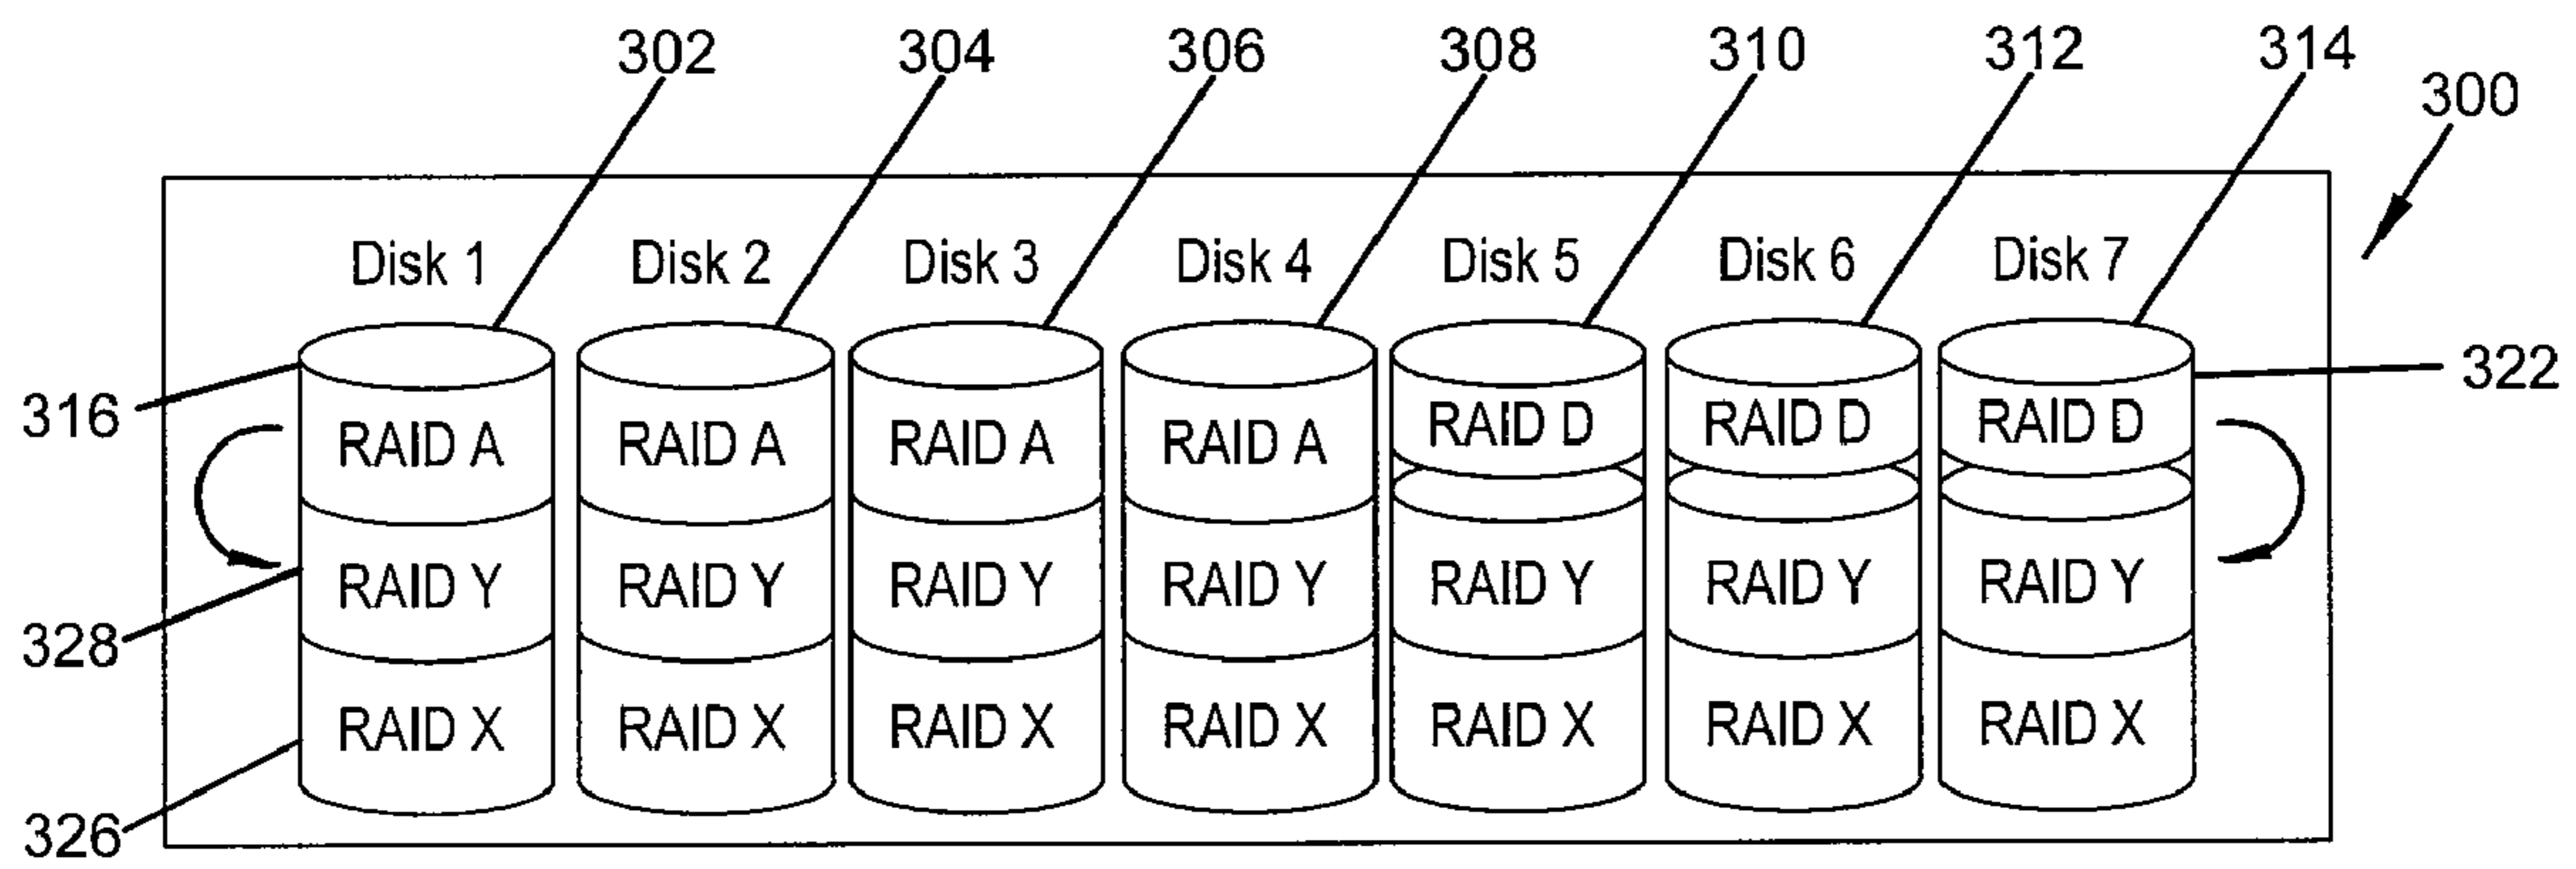 302 304 306 308 310 312 314
300
Disk 1 Disk 2 Disk 3 Disk 4 Disk 5 Disk 6 Disk 7
316 322
RAID A RAID A RAID A RAID A RAID D RAID D RAID D
RAID Y RAID Y RAID Y RAID Y RAID Y RAID Y RAID Y
328
RAID X RAID X RAID X RAID X RAID X RAID X RAID X
326